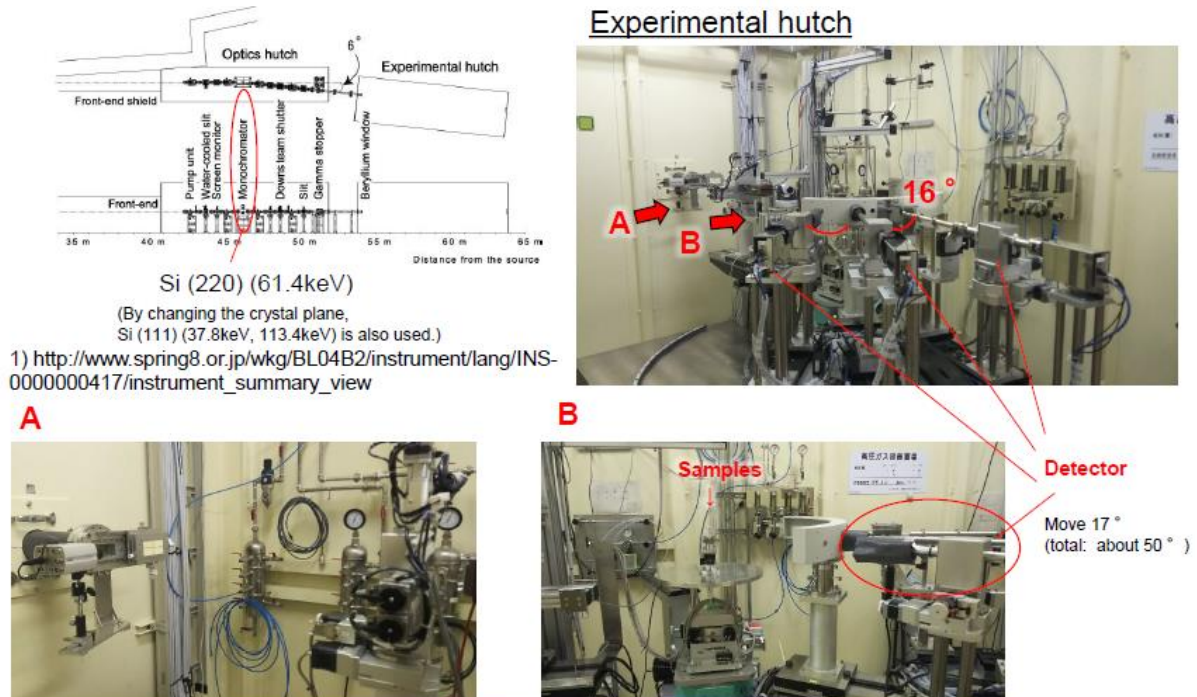 Experimental hutch
Optics hutch
6°
Experimental hutch
Front-end shield
Pump unit
Water-cooled slit
Screen monitor
Monochromator
Downsteam shutter
Slit
Gamma stopper
Beryllium window
Front-end
35 m
40 m
45 m
50 m
55 m
60 m
65 m
Distance from the source
Si (220) (61.4keV)
(By changing the crystal plane,
Si (111) (37.8keV, 113.4keV) is also used.)
1) http://www.spring8.or.jp/wkg/BL04B2/instrument/lang/INS-
0000000417/instrument_summary_view
A
B
16 °
A
B
Samples
Detector
Move 17 °
(total: about 50 ° )